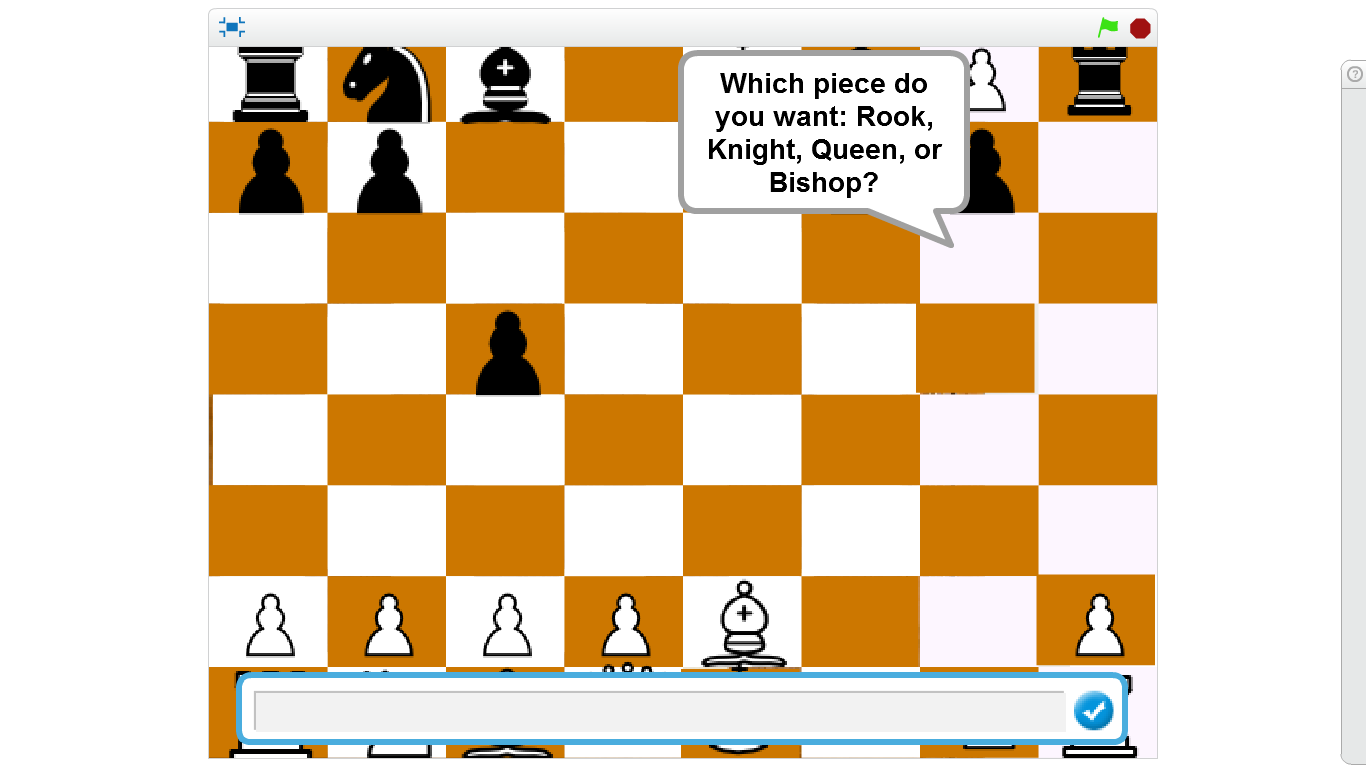 Which piece do
you want: Rook,
Knight, Queen, or
Bishop?